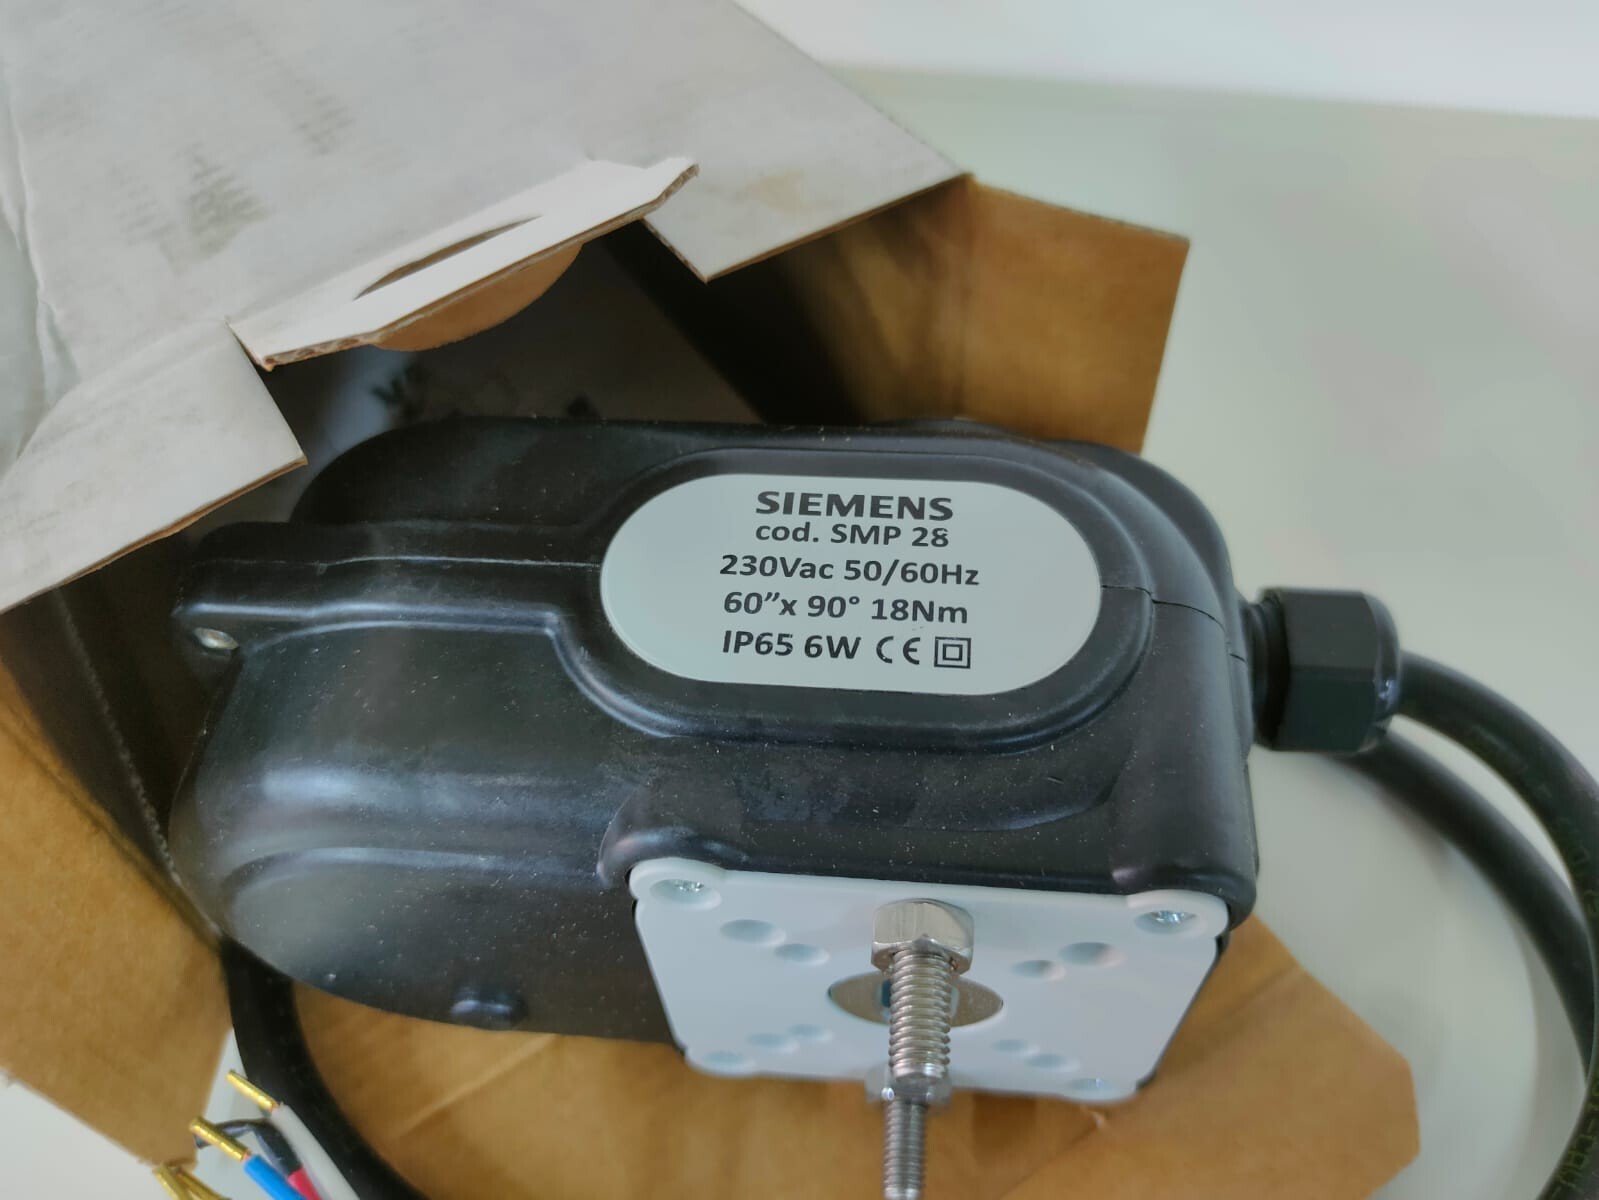 SIEMENS
cod. SMP 28
230Vac 50/60Hz
60”x 90° 18Nm
IP65 6W CE